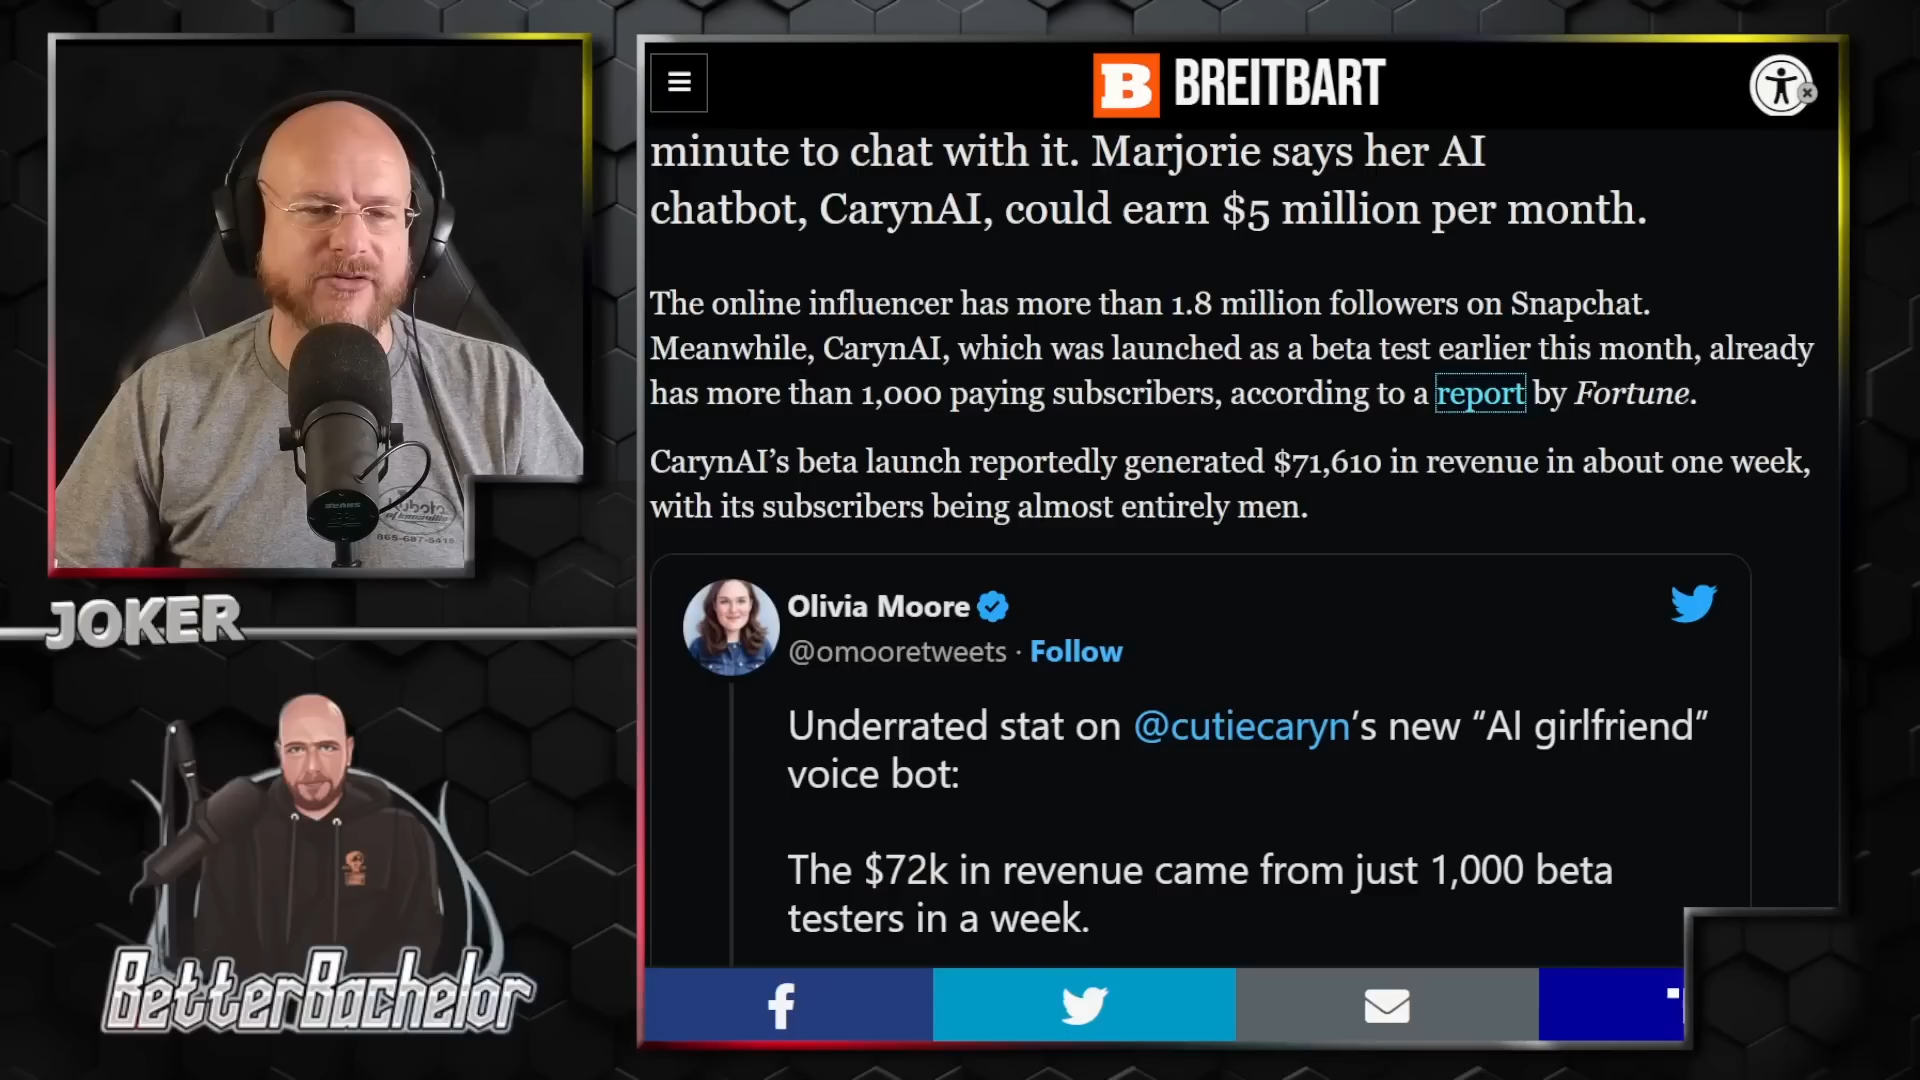 B BREITBART
minute to chat with it. Marjorie says her AI
chatbot, CarynAI, could earn $5 million per month.
The online influencer has more than 1.8 million followers on Snapchat.
Meanwhile, CarynAI, which was launched as a beta test earlier this month, already
has more than 1,000 paying subscribers, according to a report by Fortune.
CarynAI’s beta launch reportedly generated $71,610 in revenue in about one week,
with its subscribers being almost entirely men.
Olivia Moore
@omooretweets · Follow
Underrated stat on @cutiecaryn’s new “AI girlfriend”
voice bot:
The $72k in revenue came from just 1,000 beta
testers in a week.
Kubota
865-687-5415
JOKER
BetterBachelor